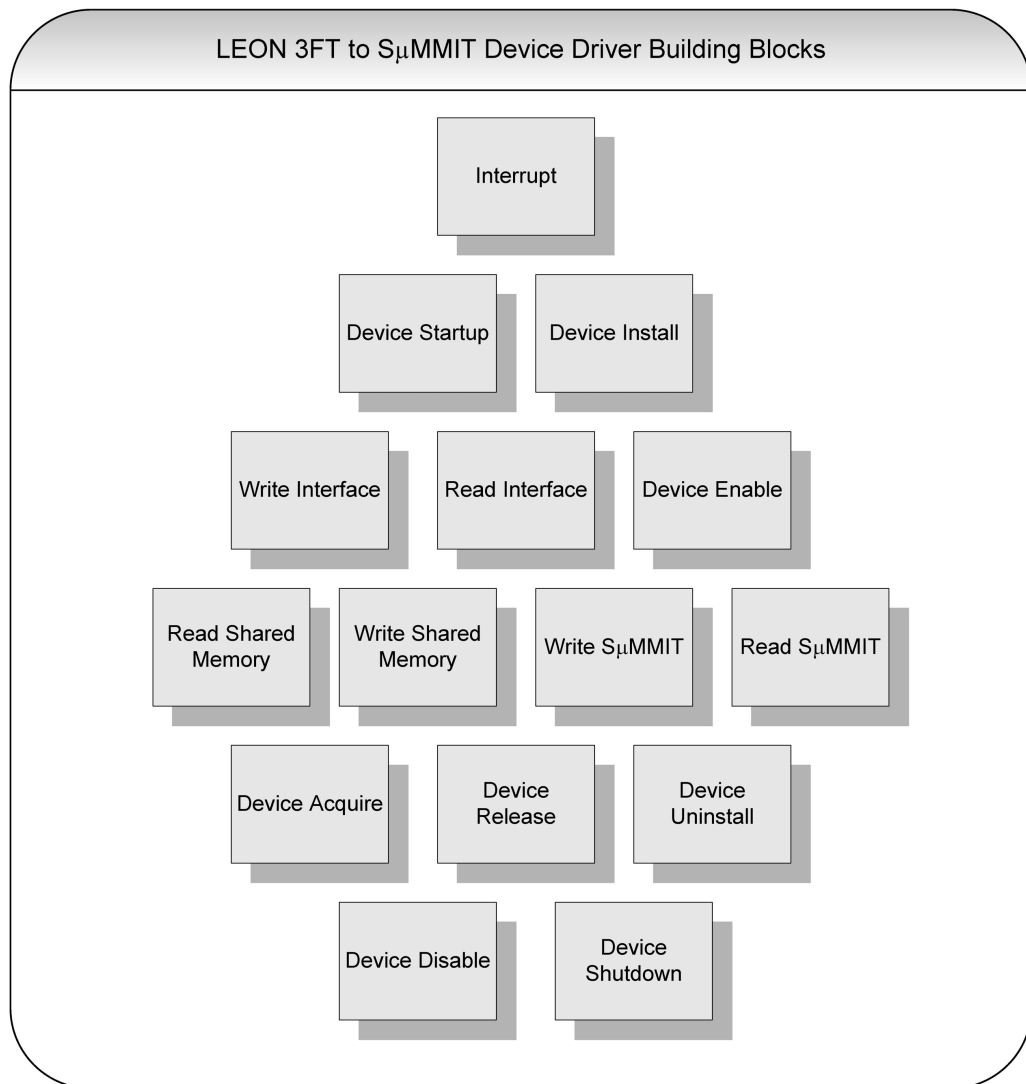 LEON 3FT to SμMMIT Device Driver Building Blocks
Interrupt
Device Startup
Device Install
Write Interface
Read Interface
Device Enable
Read Shared
Memory
Write Shared
Memory
Write SμMMIT
Read SμMMIT
Device Acquire
Device
Release
Device
Uninstall
Device Disable
Device
Shutdown